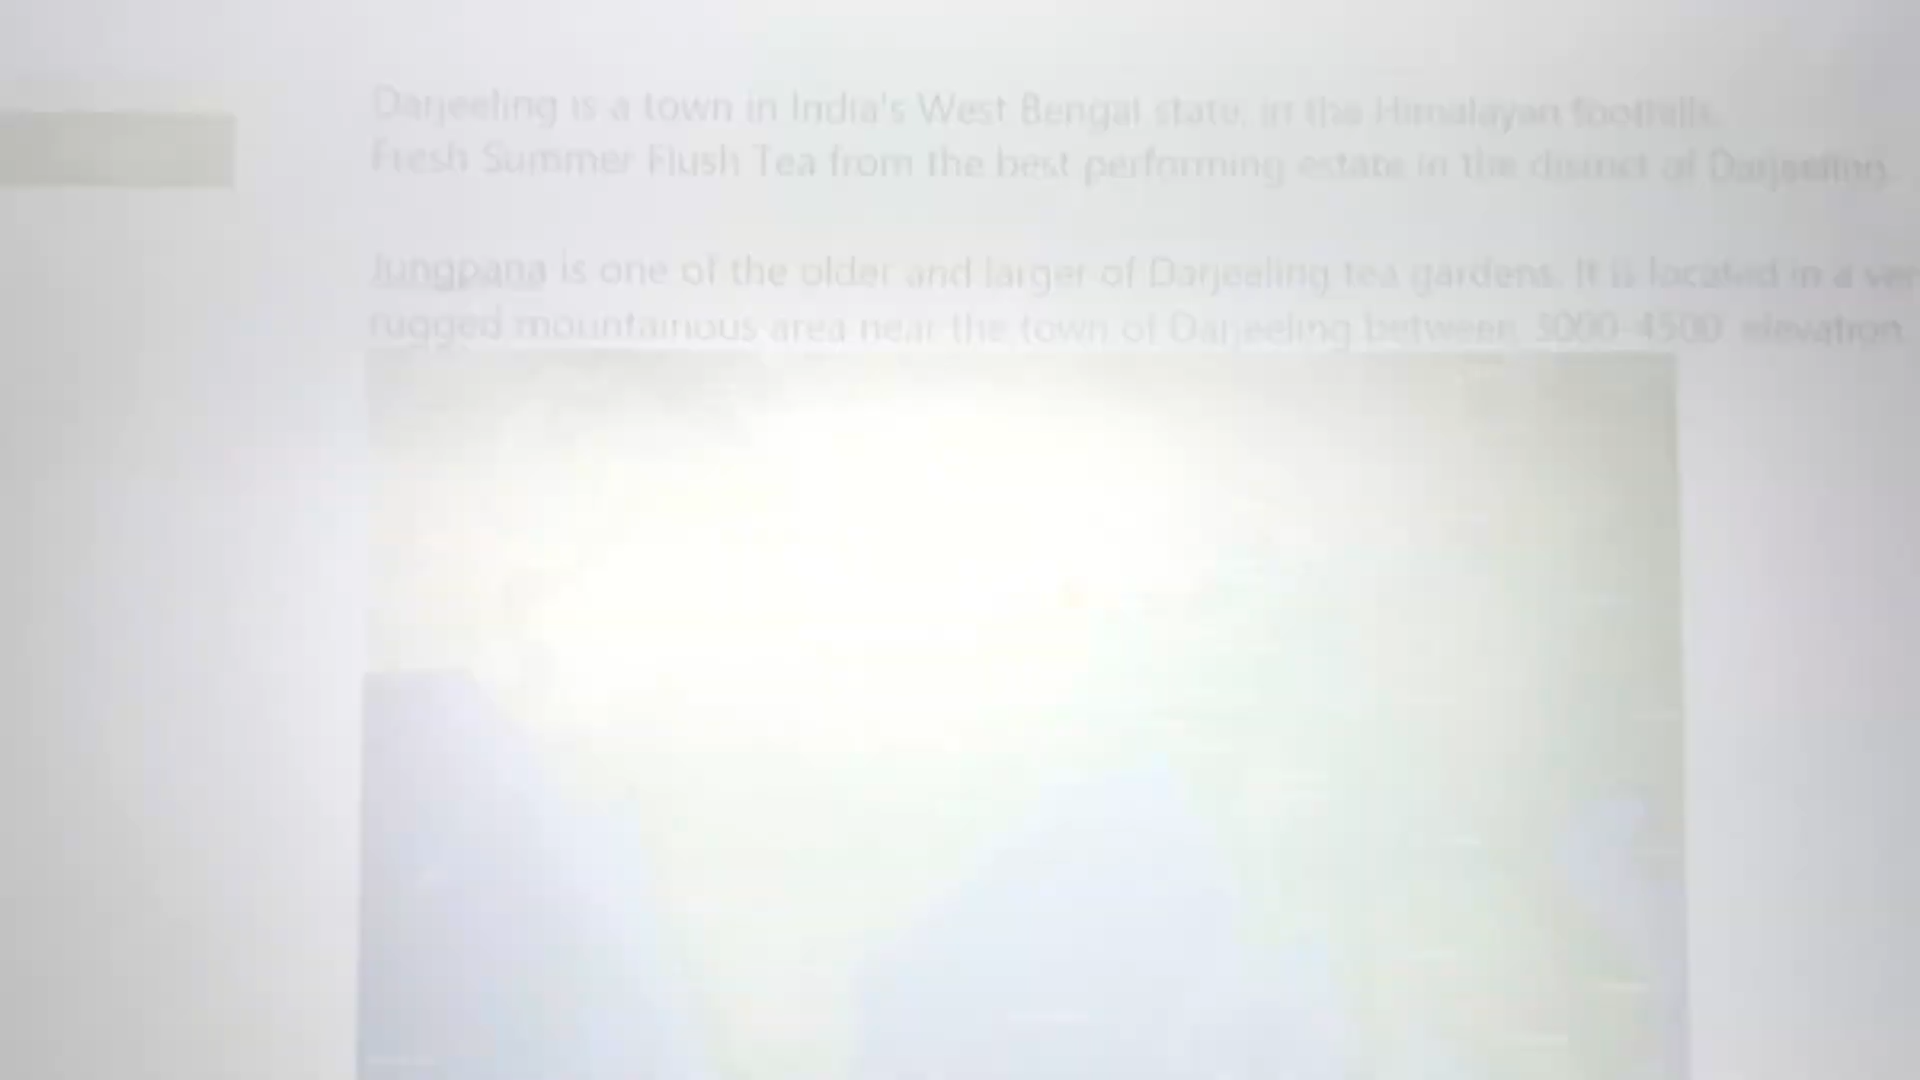 Darjeeling is a town in India's West Bengal state, in the Himalayan foothills.
Fresh Summer Flush Tea from the best performing estate in the district of Darjeeling.
Jungpana is one of the older and larger of Darjeeling tea gardens. It is located in a ver
rugged mountainous area near the town of Darjeeling between 3000-4500' elevation.